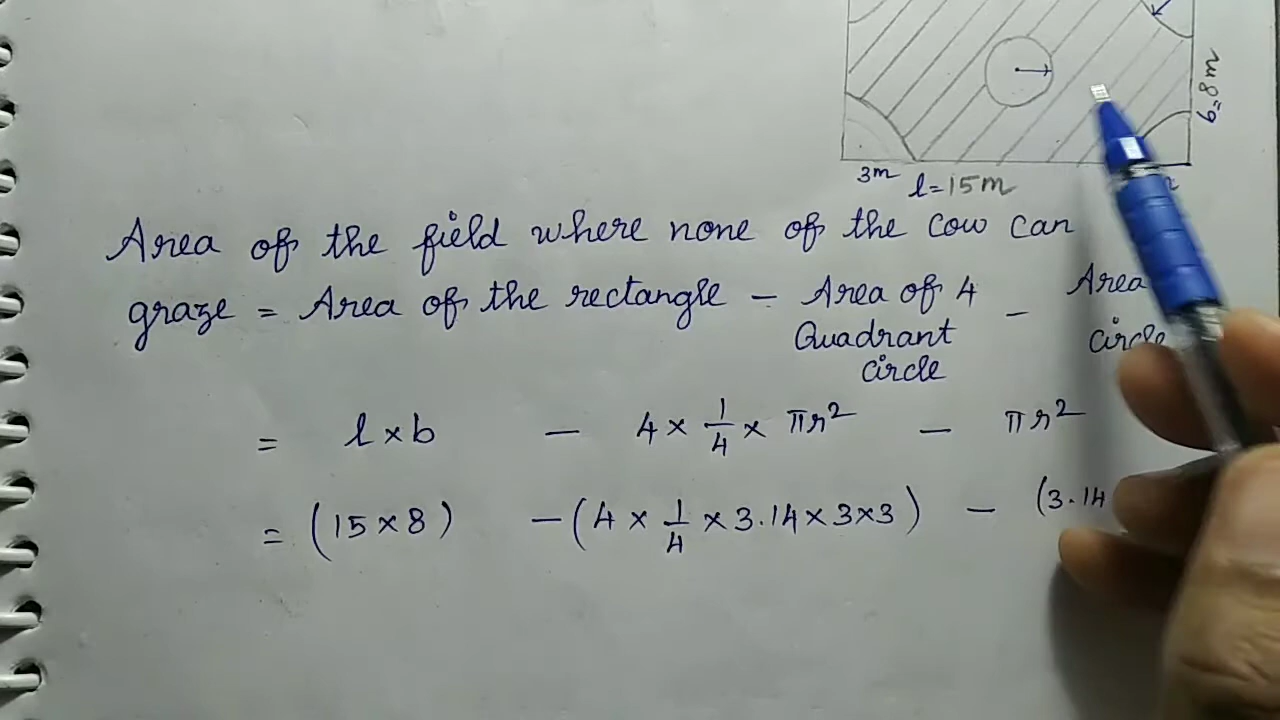 b=8m
3m
l=15m
Area of the field where none of the cow can
graze = Area of the rectangle - Area of 4 - Area
Quadrant circle
circle
= l×b - 4×1/4×πr² - πr²
= (15×8) -(4×1/4×3.14×3×3) - (3.14